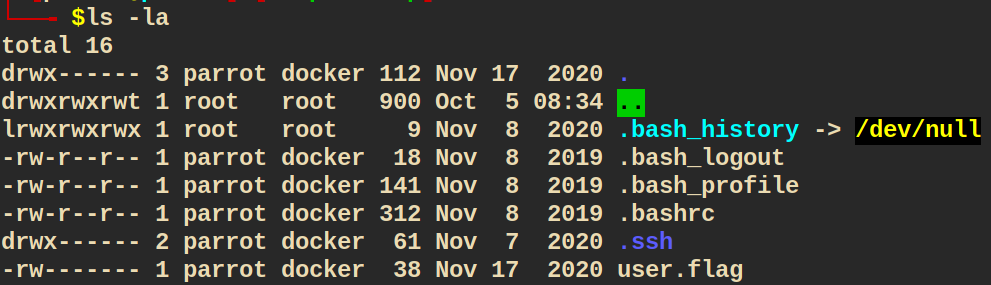 $ls -la
total 16
drwx------ 3 parrot docker 112 Nov 17  2020 .
drwxrwxrwt 1 root   root   900 Oct  5 08:34 ..
lrwxrwxrwx 1 root   root     9 Nov  8  2020 .bash_history -> /dev/null
-rw-r--r-- 1 parrot docker  18 Nov  8  2019 .bash_logout
-rw-r--r-- 1 parrot docker 141 Nov  8  2019 .bash_profile
-rw-r--r-- 1 parrot docker 312 Nov  8  2019 .bashrc
drwx------ 2 parrot docker  61 Nov  7  2020 .ssh
-rw------- 1 parrot docker  38 Nov 17  2020 user.flag